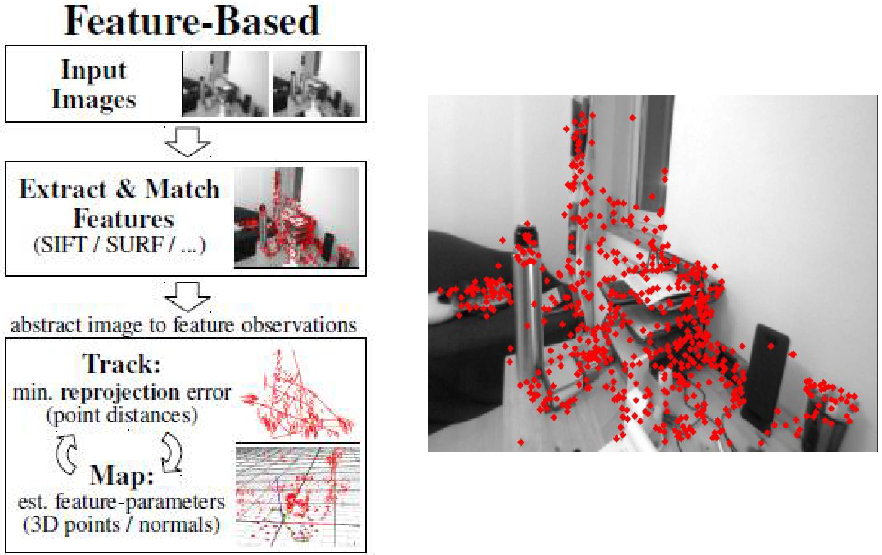 Feature-Based
Input
Images
Extract & Match
Features
(SIFT / SURF / ...)
abstract image to feature observations
Track:
min. reprojection error
(point distances)
Map:
est. feature-parameters
(3D points / normals)